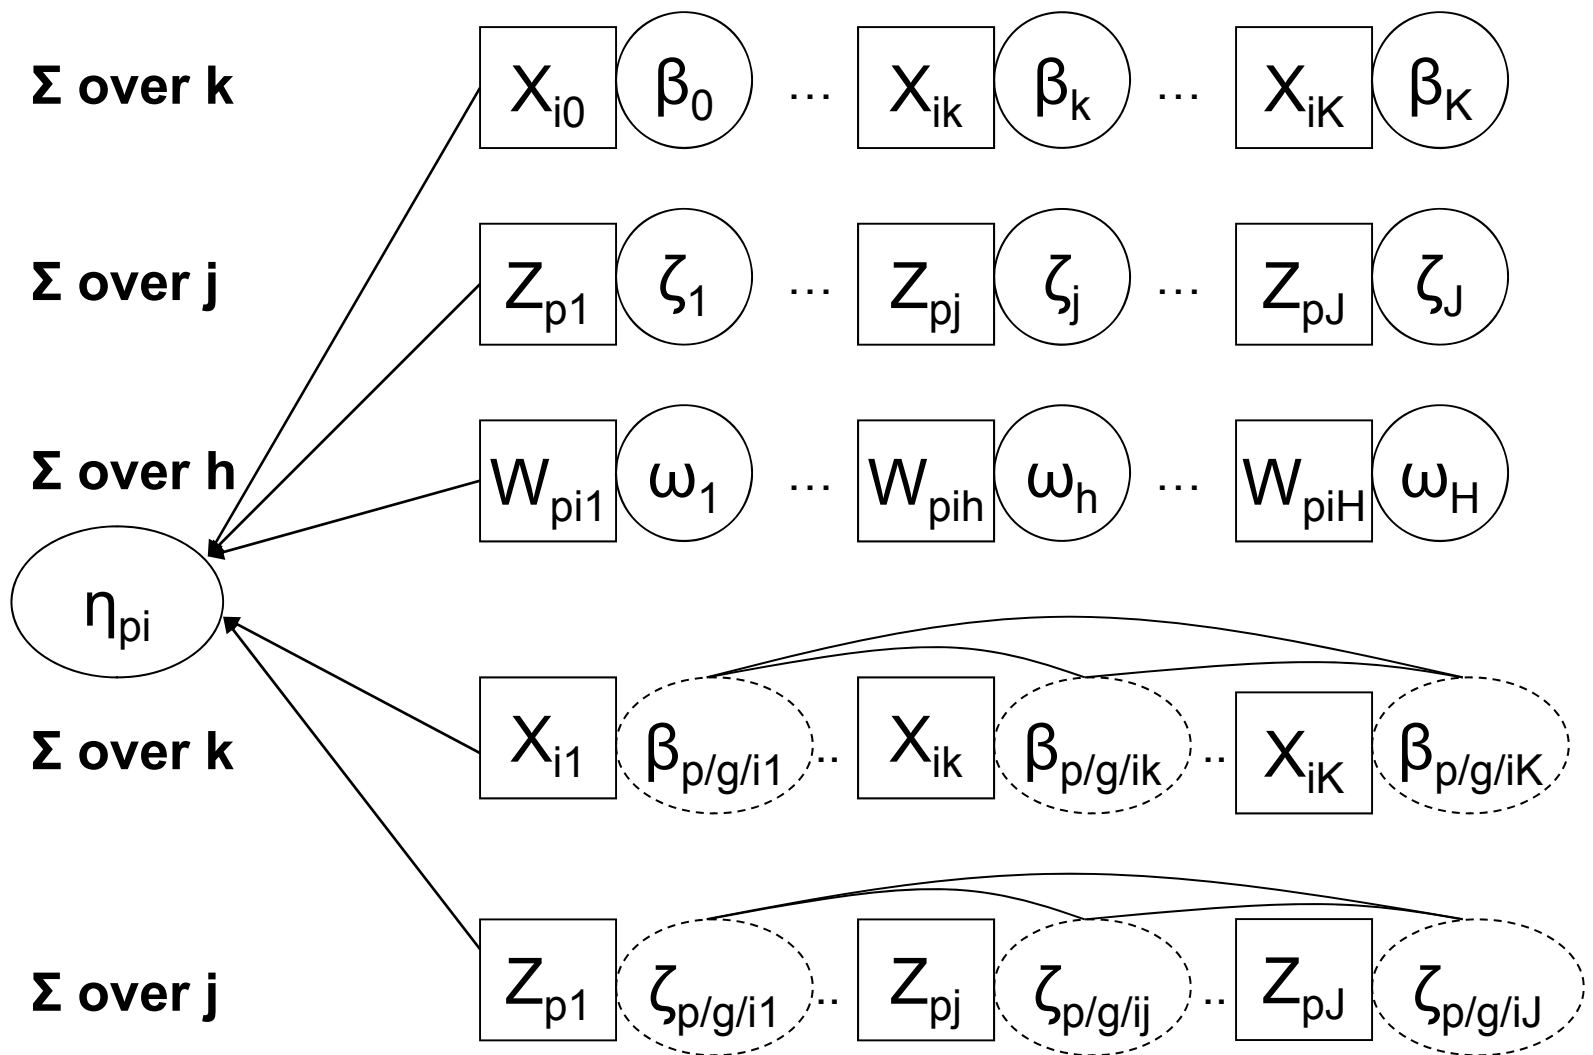 Σ over k X_i0 β_0 ... X_ik β_k ... X_iK β_K
Σ over j Z_p1 ζ_1 ... Z_pj ζ_j ... Z_pJ ζ_J
Σ over h W_pi1 ω_1 ... W_pih ω_h ... W_piH ω_H
η_pi
Σ over k X_i1 β_p/g/i1 .. X_ik β_p/g/ik .. X_iK β_p/g/iK
Σ over j Z_p1 ζ_p/g/i1 .. Z_pj ζ_p/g/ij .. Z_pJ ζ_p/g/iJ